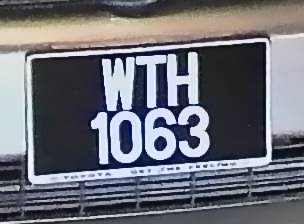 WTH
1063
TOYOTA GET THE FEELING